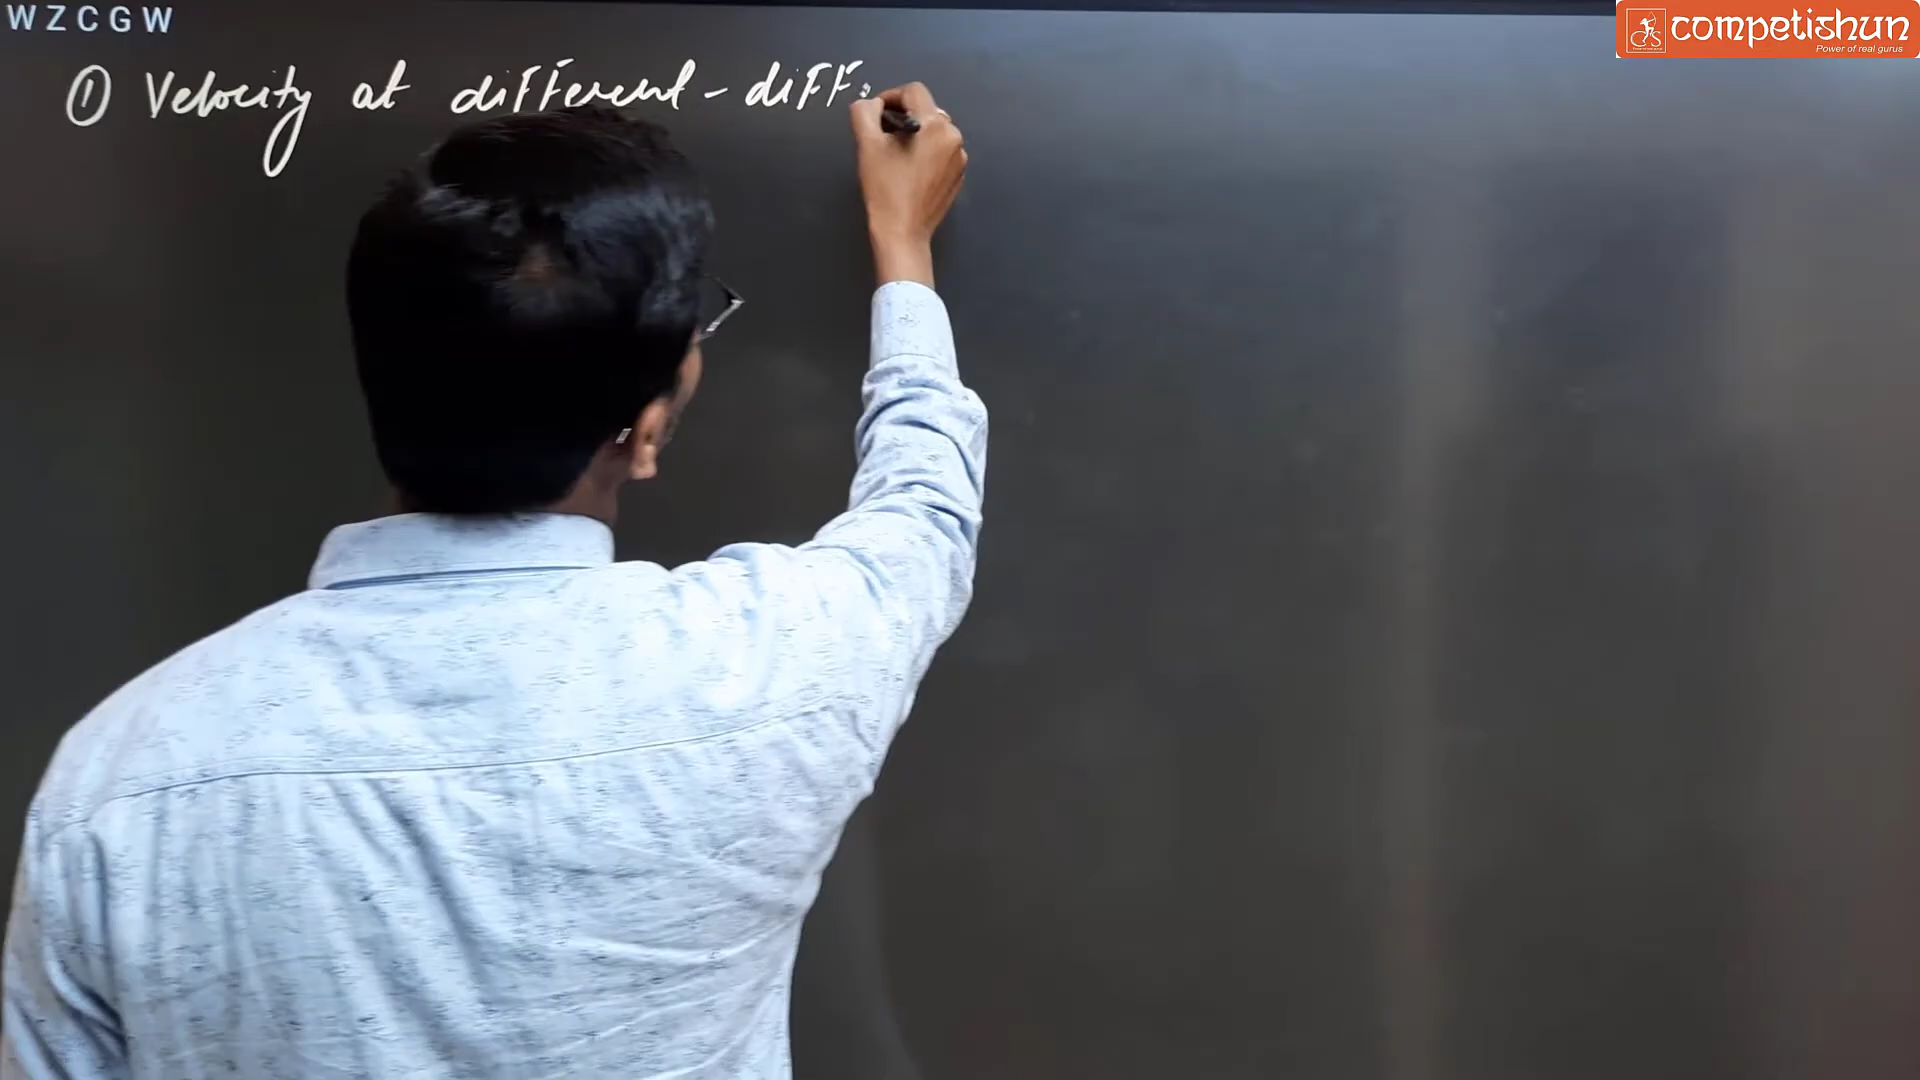 WZCGW
competishun
Power of real gurus
① Velocity at different - diff.